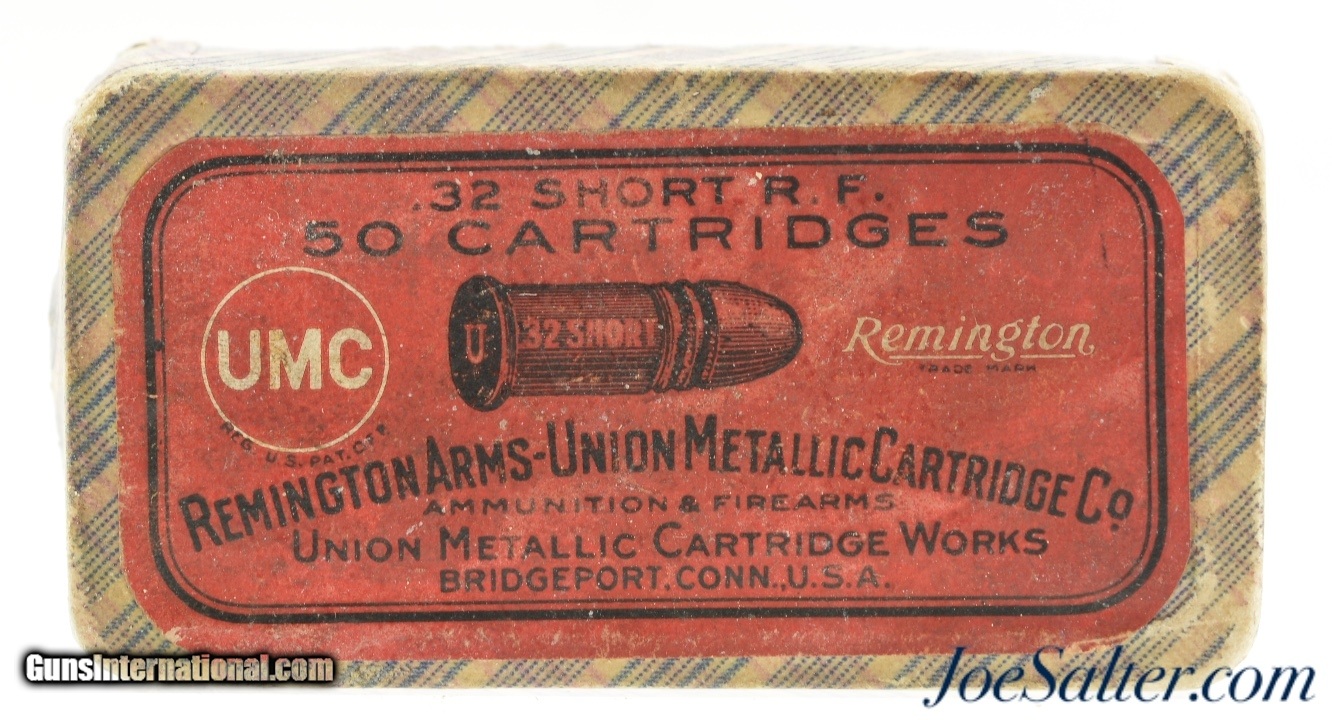 .32 SHORT R.F.
50 CARTRIDGES
UMC
REG. U.S. PAT. OFF.
U
32 SHORT
Remington,
TRADE MARK
REMINGTON ARMS-UNION METALLIC CARTRIDGE CO.
AMMUNITION & FIREARMS
UNION METALLIC CARTRIDGE WORKS
BRIDGEPORT, CONN., U.S.A.
GunsInternational.com
JoeSalter.com